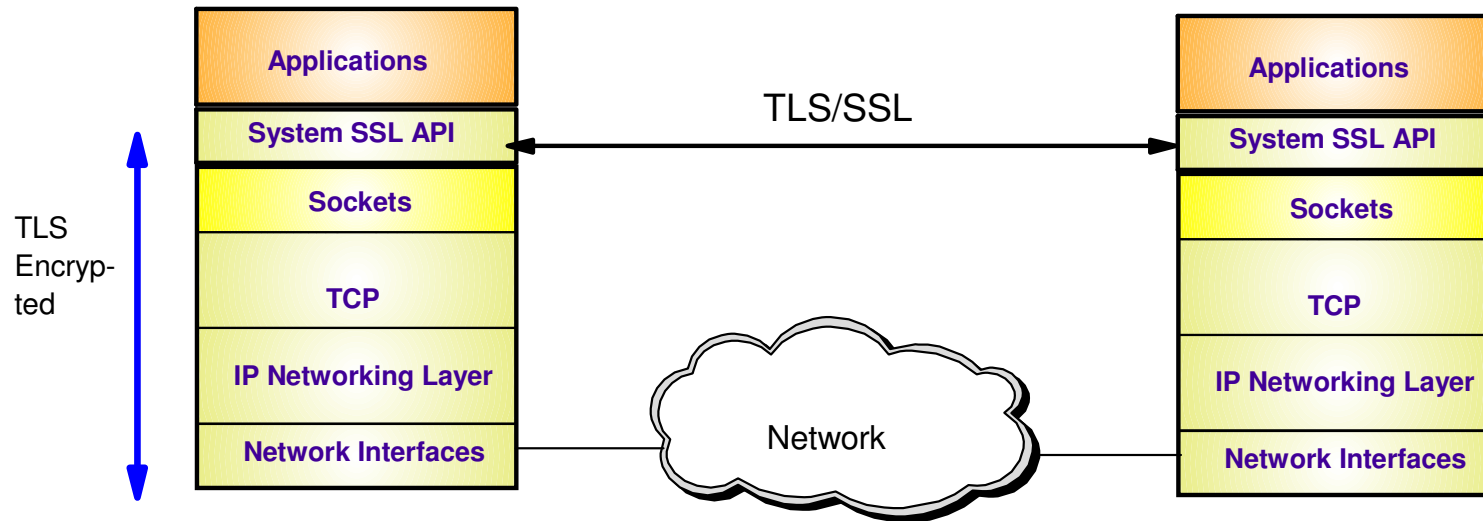 Applications
System SSL API
Sockets
TCP
IP Networking Layer
Network Interfaces
TLS
Encryp-
ted
TLS/SSL
Network
Applications
System SSL API
Sockets
TCP
IP Networking Layer
Network Interfaces